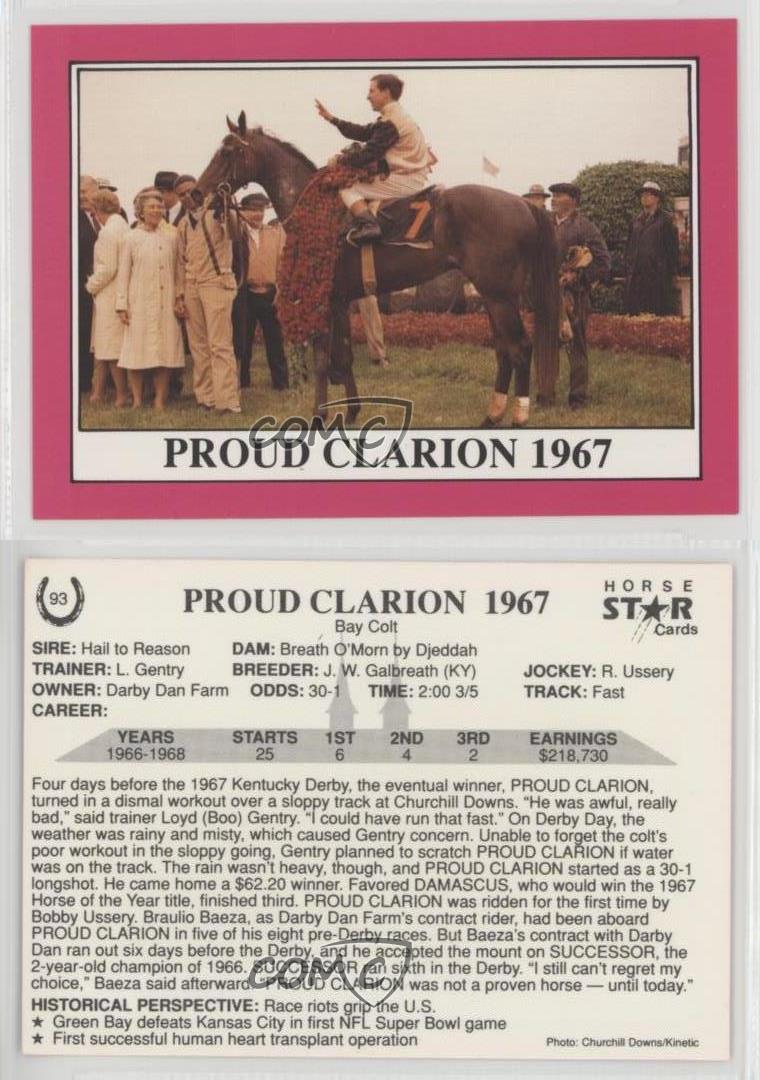 7
PROUD CLARION 1967
COMC
93
PROUD CLARION 1967
HORSE
STAR
Cards
Bay Colt
SIRE: Hail to Reason DAM: Breath O'Morn by Djeddah
TRAINER: L. Gentry BREEDER: J. W. Galbreath (KY) JOCKEY: R. Ussery
OWNER: Darby Dan Farm ODDS: 30-1 TIME: 2:00 3/5 TRACK: Fast
CAREER:
YEARS STARTS 1ST 2ND 3RD EARNINGS
1966-1968 25 6 4 2 $218,730
Four days before the 1967 Kentucky Derby, the eventual winner, PROUD CLARION,
turned in a dismal workout over a sloppy track at Churchill Downs. “He was awful, really
bad,” said trainer Loyd (Boo) Gentry. “I could have run that fast.” On Derby Day, the
weather was rainy and misty, which caused Gentry concern. Unable to forget the colt's
poor workout in the sloppy going, Gentry planned to scratch PROUD CLARION if water
was on the track. The rain wasn't heavy, though, and PROUD CLARION started as a 30-1
longshot. He came home a $62.20 winner. Favored DAMASCUS, who would win the 1967
Horse of the Year title, finished third. PROUD CLARION was ridden for the first time by
Bobby Ussery. Braulio Baeza, as Darby Dan Farm's contract rider, had been aboard
PROUD CLARION in five of his eight pre-Derby races. But Baeza's contract with Darby
Dan ran out six days before the Derby, and he accepted the mount on SUCCESSOR, the
2-year-old champion of 1966. SUCCESSOR ran sixth in the Derby. “I still can't regret my
choice,” Baeza said afterward. “PROUD CLARION was not a proven horse — until today.”
COMC
HISTORICAL PERSPECTIVE: Race riots grip the U.S.
★ Green Bay defeats Kansas City in first NFL Super Bowl game
★ First successful human heart transplant operation
Photo: Churchill Downs/Kinetic